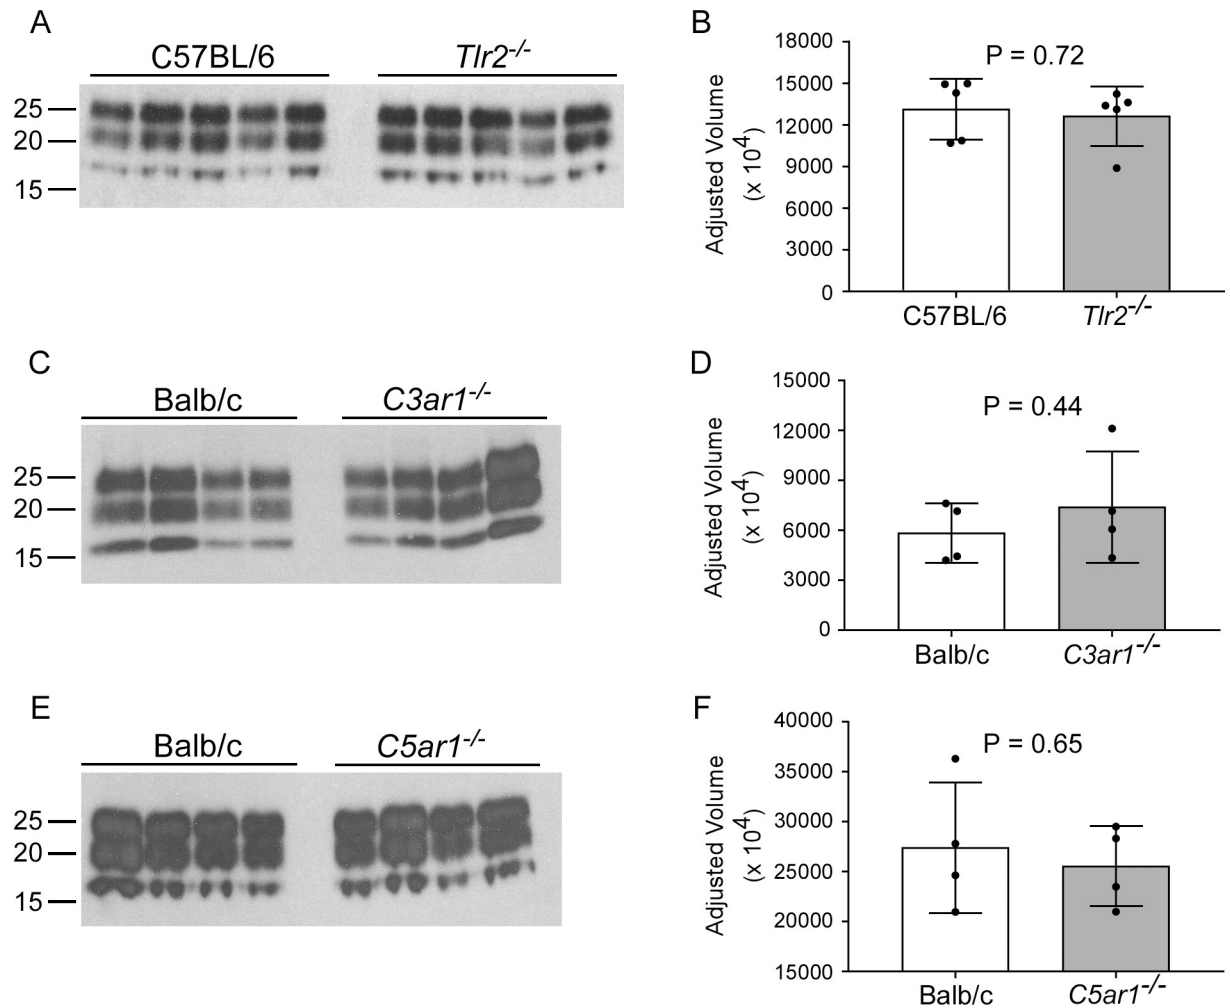 A
C57BL/6 Tlr2-/-
25
20
15
B
18000
15000
12000
9000
6000
3000
0
Adjusted Volume
(x 104)
P = 0.72
C57BL/6 Tlr2-/-
C
Balb/c C3ar1-/-
25
20
15
D
15000
12000
9000
6000
3000
0
Adjusted Volume
(x 104)
P = 0.44
Balb/c C3ar1-/-
E
Balb/c C5ar1-/-
25
20
15
F
40000
35000
30000
25000
20000
15000
Adjusted Volume
(x 104)
P = 0.65
Balb/c C5ar1-/-